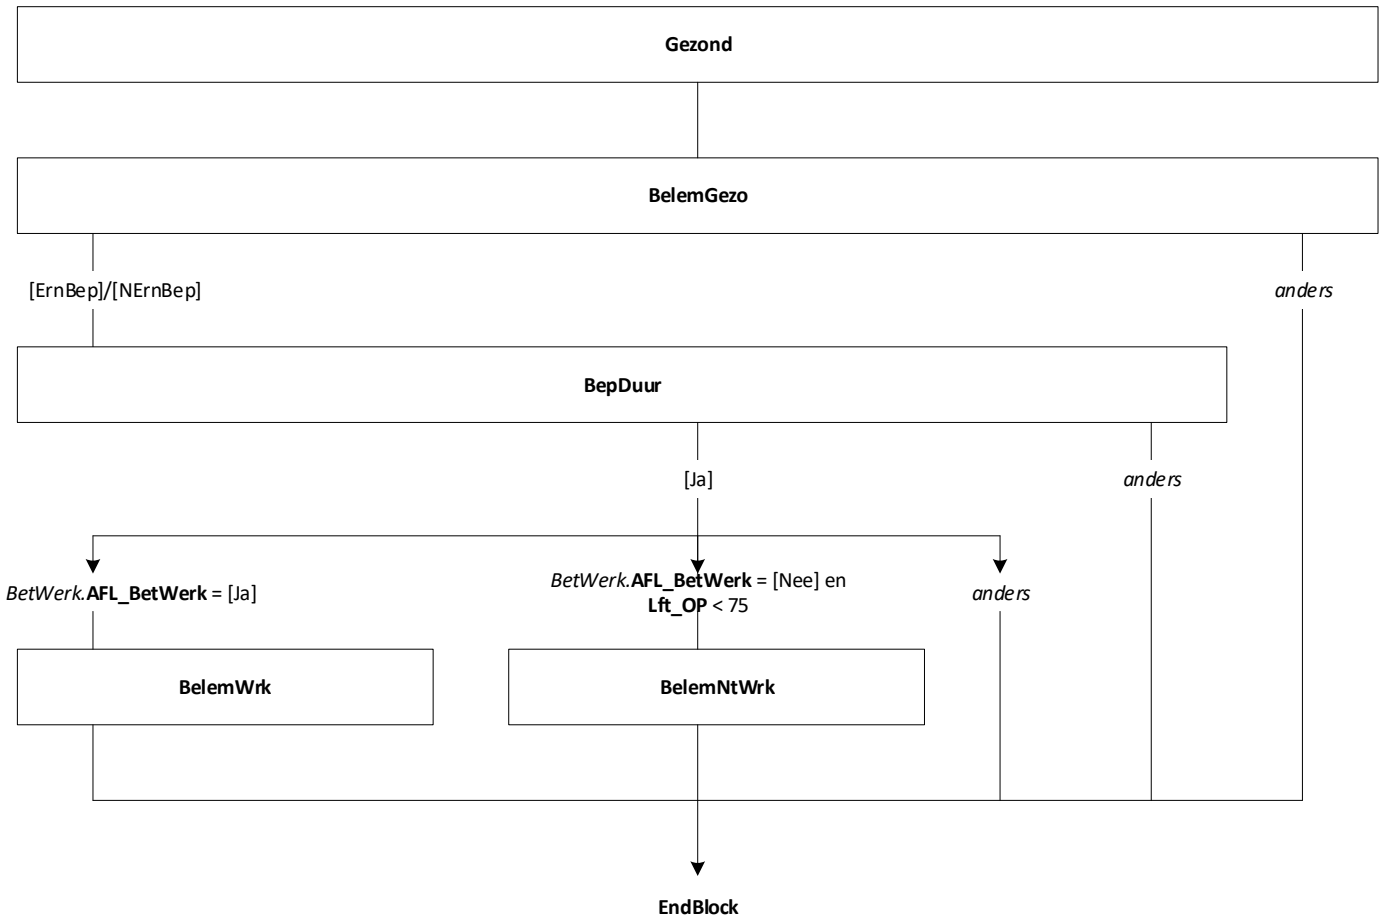 Gezond
BelemGezo
[ErnBep]/[NErnBep]
anders
BepDuur
[Ja]
anders
BetWerk.AFL_BetWerk = [Ja]
BetWerk.AFL_BetWerk = [Nee] en
Lft_OP < 75
anders
BelemWrk
BelemNtWrk
EndBlock